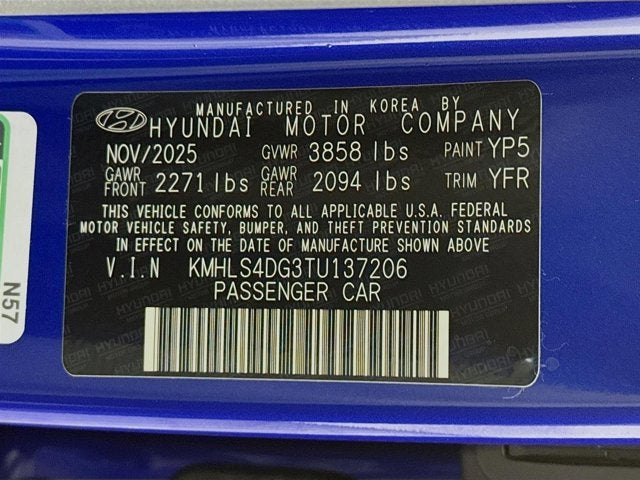 MANUFACTURED IN KOREA BY
HYUNDAI MOTOR COMPANY
NOV/2025 GVWR 3858 lbs PAINT YP5
GAWR FRONT 2271 lbs GAWR REAR 2094 lbs TRIM YFR
THIS VEHICLE CONFORMS TO ALL APPLICABLE U.S.A. FEDERAL
MOTOR VEHICLE SAFETY, BUMPER, AND THEFT PREVENTION STANDARDS
IN EFFECT ON THE DATE OF MANUFACTURE SHOWN ABOVE
V.I.N KMHLS4DG3TU137206
PASSENGER CAR
N57